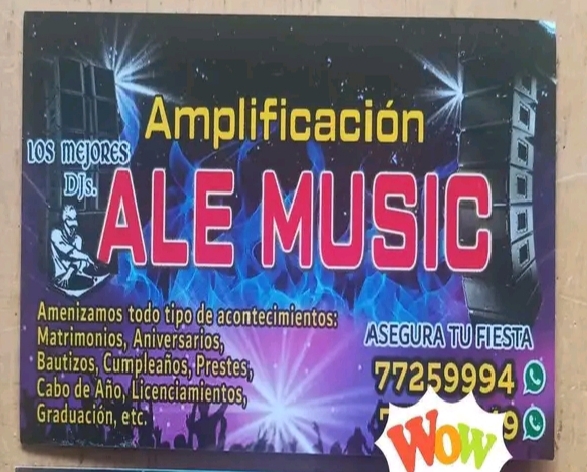 Amplificación
LOS MEJORES
DJs.
ALE MUSIC
Amenizamos todo tipo de acontecimientos:
Matrimonios, Aniversarios,
Bautizos, Cumpleaños, Prestes,
Cabo de Año, Licenciamientos,
Graduación, etc.
ASEGURA TU FIESTA
77259994
WOW